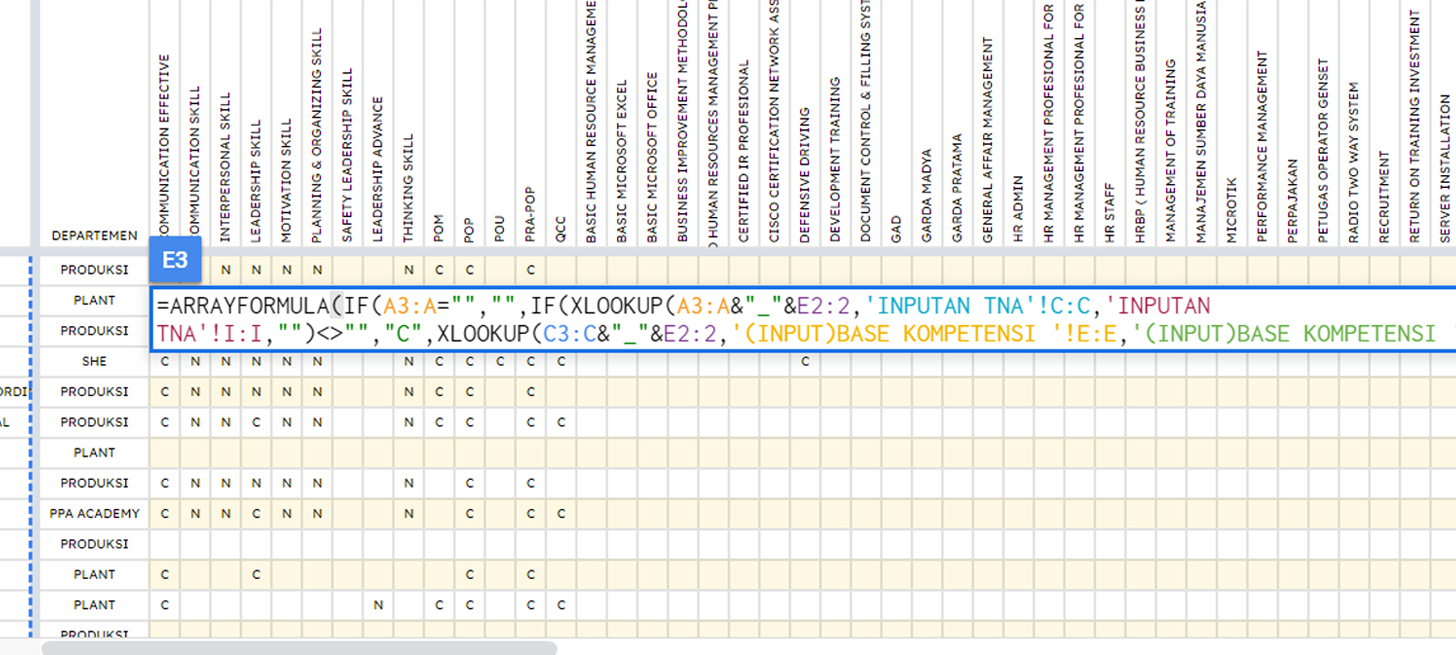 DEPARTEMEN
COMMUNICATION EFFECTIVE
COMMUNICATION SKILL
INTERPERSONAL SKILL
LEADERSHIP SKILL
MOTIVATION SKILL
PLANNING & ORGANIZING SKILL
SAFETY LEADERSHIP SKILL
LEADERSHIP ADVANCE
THINKING SKILL
POM
POP
POU
PRA-POP
QCC
BASIC HUMAN RESOURCE MANAGEME
BASIC MICROSOFT EXCEL
BASIC MICROSOFT OFFICE
BUSINESS IMPROVEMENT METHODOL
HUMAN RESOURCES MANAGEMENT
CERTIFIED IR PROFESIONAL
CISCO CERTIFICATION NETWORK ASS
DEFENSIVE DRIVING
DEVELOPMENT TRAINING
DOCUMENT CONTROL & FILLING SYST
GAD
GARDA MADYA
GARDA PRATAMA
GENERAL AFFAIR MANAGEMENT
HR ADMIN
HR MANAGEMENT PROFESIONAL FOR
HR MANAGEMENT PROFESIONAL FOR
HR STAFF
HRBP ( HUMAN RESOURCE BUSINESS
MANAGEMENT OF TRAINING
MANAJEMEN SUMBER DAYA MANUSIA
MICROTIK
PERFORMANCE MANAGEMENT
PERPAJAKAN
PETUGAS OPERATOR GENSET
RADIO TWO WAY SYSTEM
RECRUITMENT
RETURN ON TRAINING INVESTMENT
SERVER INSTALLATION
E3
PRODUKSI N N N N N C C C
PLANT
=ARRAYFORMULA(IF(A3:A="","",IF(XLOOKUP(A3:A&"_"&E2:2,'INPUTAN TNA'!C:C,'INPUTAN
PRODUKSI
TNA'!I:I,"")<>"","C",XLOOKUP(C3:C&"_"&E2:2,'(INPUT)BASE KOMPETENSI '!E:E,'(INPUT)BASE KOMPETENSI
SHE C N N N N N N C C C C C C
ORDI PRODUKSI C N N N N N N C C C
AL PRODUKSI C N N C N N N C C C C
PLANT
PRODUKSI C N N N N N N C C
PPA ACADEMY C N N C N N N C C C
PRODUKSI
PLANT C C C C
PLANT C N C C C C
PRODUKSI